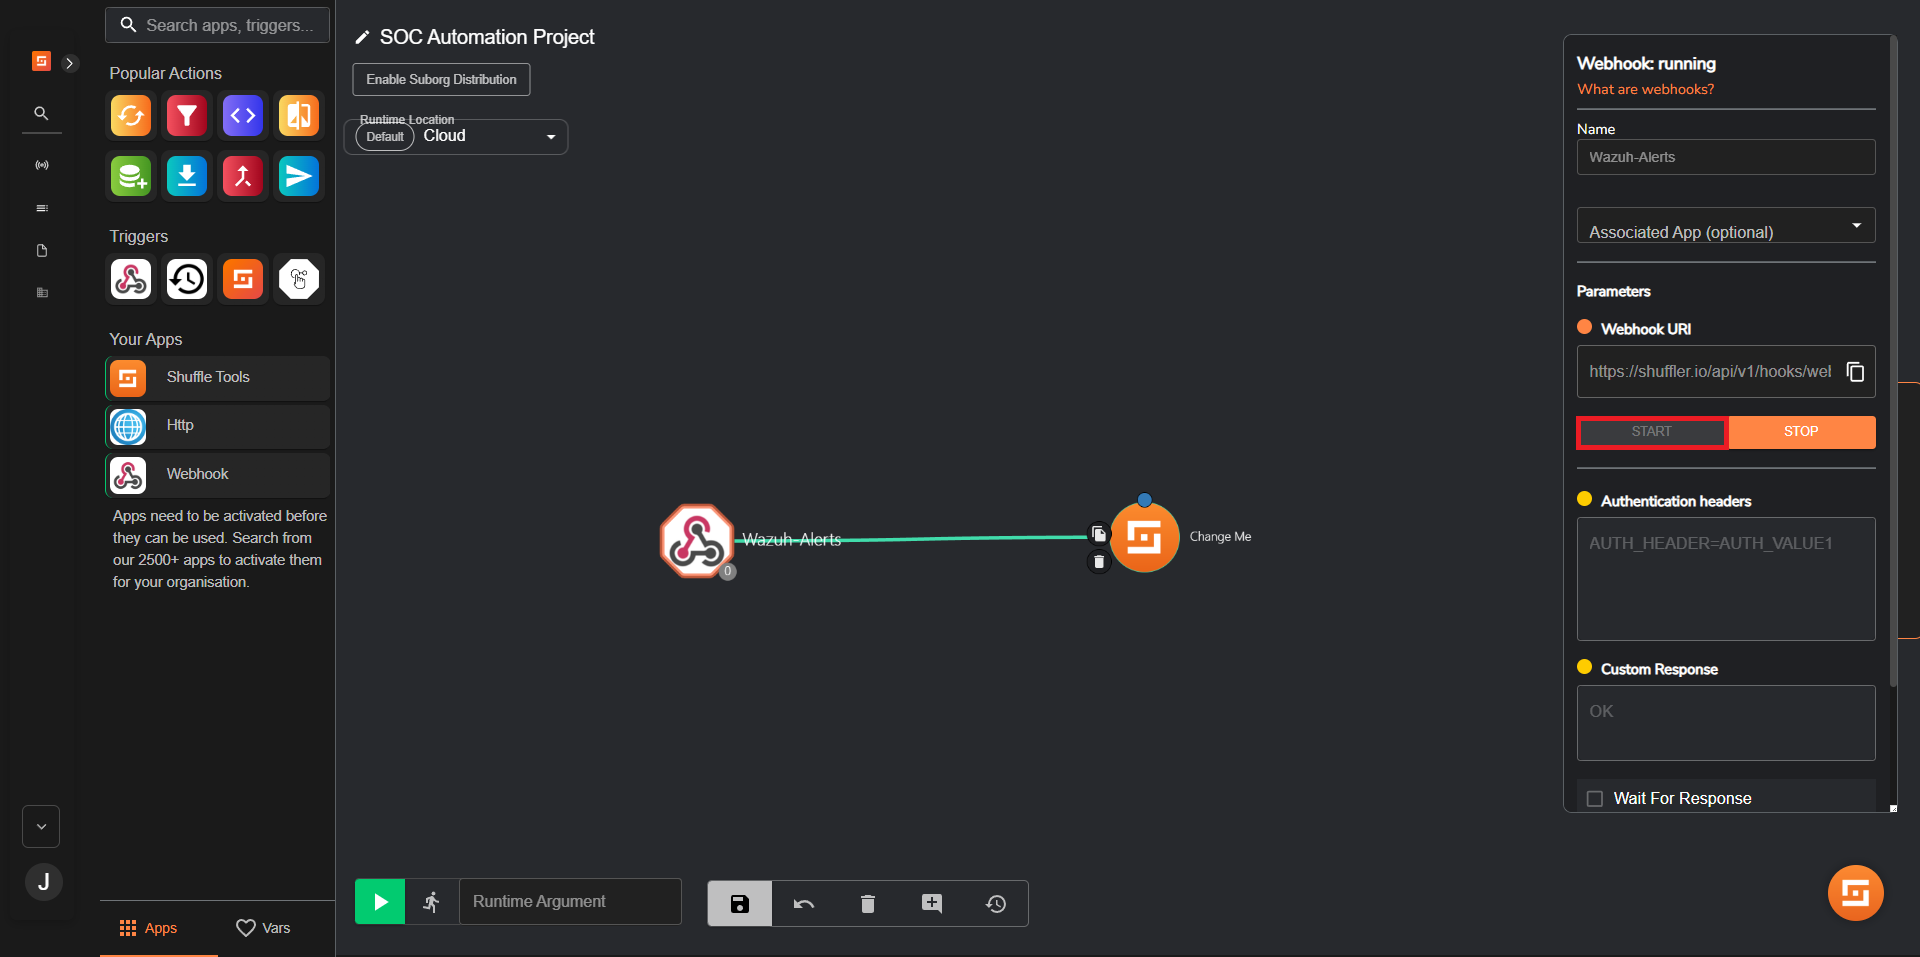 Search apps, triggers...
Popular Actions
Triggers
Your Apps
Shuffle Tools
Http
Webhook
Apps need to be activated before
they can be used. Search from
our 2500+ apps to activate them
for your organisation.
J
Apps
Vars
SOC Automation Project
Enable Suborg Distribution
Runtime Location
Default
Cloud
Wazuh-Alerts
0
Change Me
Runtime Argument
Webhook: running
What are webhooks?
Name
Wazuh-Alerts
Associated App (optional)
Parameters
Webhook URI
https://shuffler.io/api/v1/hooks/wel
START
STOP
Authentication headers
AUTH_HEADER=AUTH_VALUE1
Custom Response
OK
Wait For Response